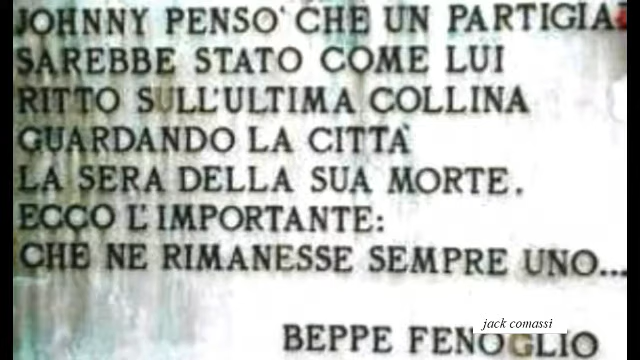 JOHNNY PENSO' CHE UN PARTIGIA
SAREBBE STATO COME LUI
RITTO SULL'ULTIMA COLLINA
GUARDANDO LA CITTÀ
LA SERA DELLA SUA MORTE.
ECCO L'IMPORTANTE:
CHE NE RIMANESSE SEMPRE UNO...
jack comassi
BEPPE FENOGLIO